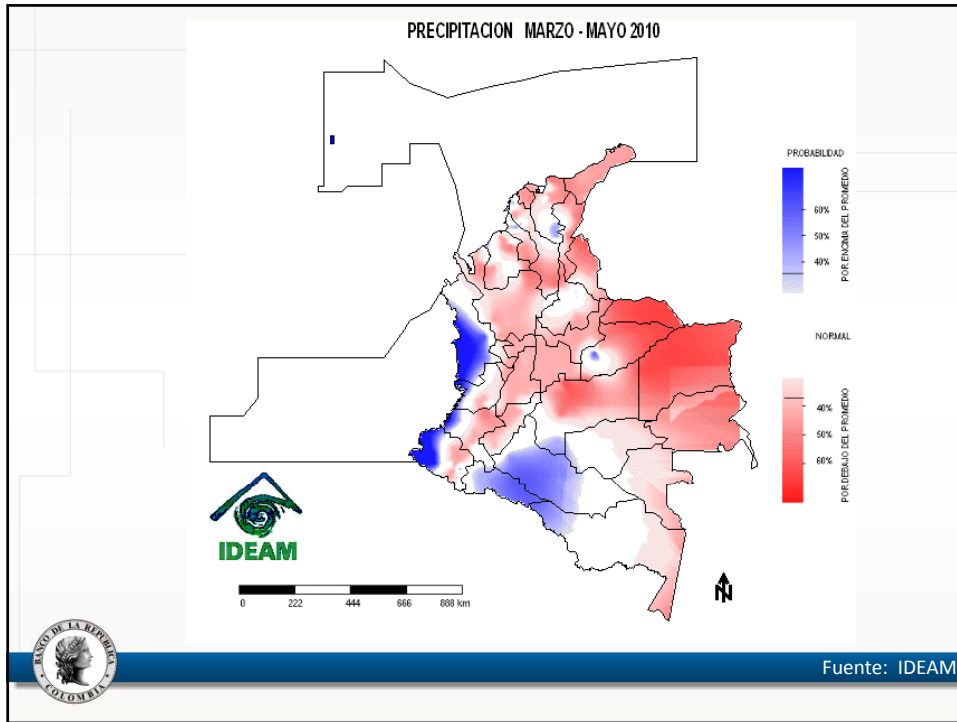 PRECIPITACION MARZO - MAYO 2010
PROBABILIDAD
60%
50%
40%
POR ENCIMA DEL PROMEDIO
NORMAL
40%
50%
60%
POR DEBAJO DEL PROMEDIO
IDEAM
0 222 444 666 888 km
N
BANCO DE LA REPUBLICA
COLOMBIA
Fuente: IDEAM